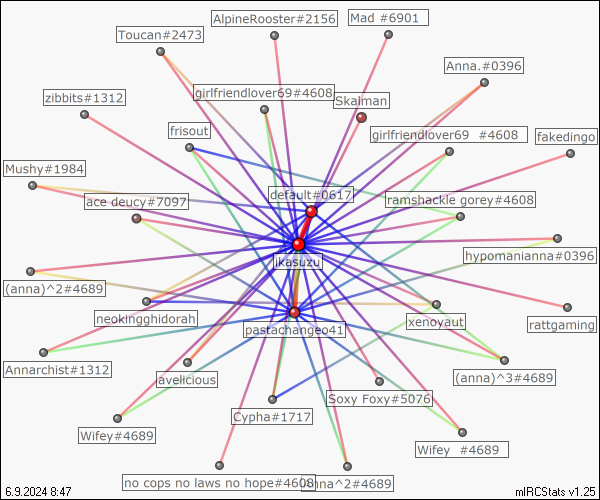 AlpineRooster#2156
Mad #6901
Toucan#2473
Anna.#0396
girlfriendlover69#4608
zibbits#1312
Skalman
frisout
girlfriendlover69 #4608
fakedingo
Mushy#1984
default#0617
ace deucy#7097
ramshackle gorey#4608
hypomanianna#0396
ikasuzu
(anna)^2#4689
neokingghidorah
xenoyaut
rattgaming
pastachangeo41
Annarchist#1312
avelicious
(anna)^3#4689
Soxy Foxy#5076
Cypha#1717
Wifey#4689
Wifey #4689
no cops no laws no hope#4608
anna^2#4689
6.9.2024 8:47
mIRCStats v1.25